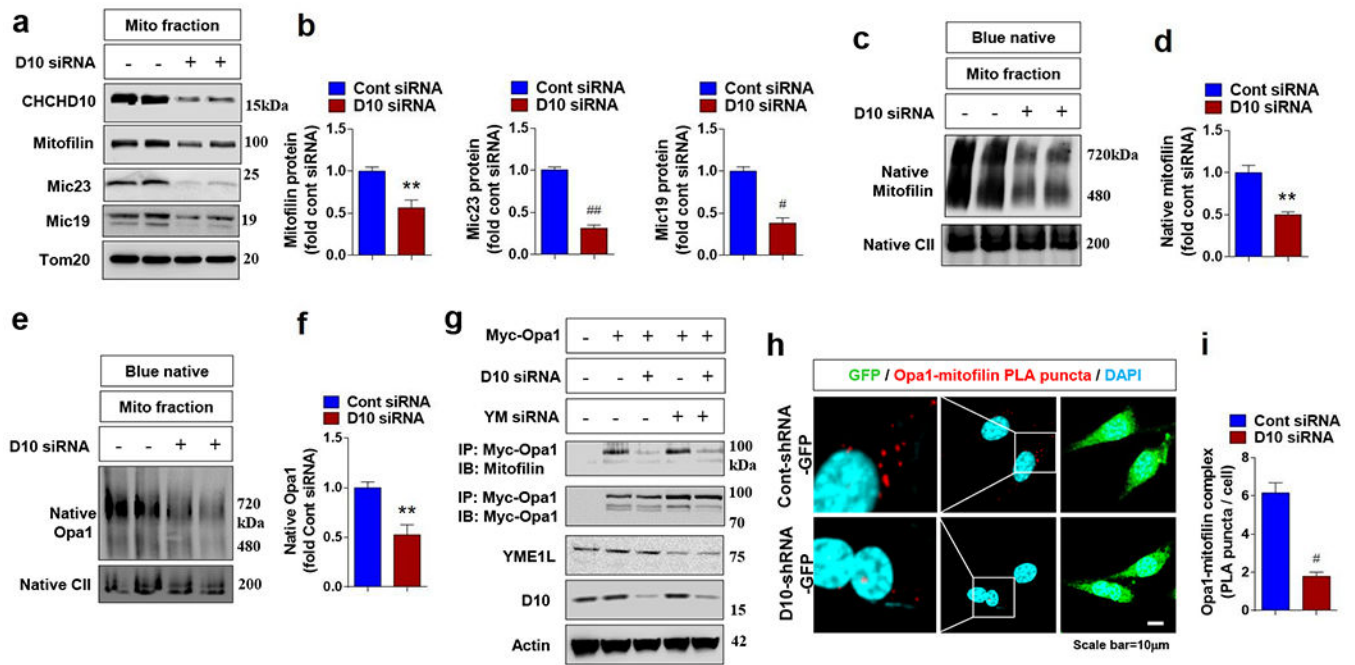 a
Mito fraction
D10 siRNA - - + +
CHCHD10 15kDa
Mitofilin 100
Mic23 25
Mic19 19
Tom20 20
b
Cont siRNA
D10 siRNA
Mitofilin protein
(fold cont siRNA)
1.5
1.0
0.5
0.0
**
Cont siRNA
D10 siRNA
Mic23 protein
(fold cont siRNA)
1.5
1.0
0.5
0.0
##
Cont siRNA
D10 siRNA
Mic19 protein
(fold cont siRNA)
1.5
1.0
0.5
0.0
#
c
Blue native
Mito fraction
D10 siRNA - - + +
Native
Mitofilin
720kDa
480
Native CII 200
d
Cont siRNA
D10 siRNA
Native mitofilin
(fold cont siRNA)
1.5
1.0
0.5
0.0
**
e
Blue native
Mito fraction
D10 siRNA - - + +
Native
Opa1
720
kDa
480
Native CII 200
f
Cont siRNA
D10 siRNA
Native Opa1
(fold Cont siRNA)
1.5
1.0
0.5
0.0
**
g
Myc-Opa1 - + + + +
D10 siRNA - - + - +
YM siRNA - - - + +
IP: Myc-Opa1
IB: Mitofilin
100
kDa
IP: Myc-Opa1
IB: Myc-Opa1
100
70
YME1L 75
D10 15
Actin 42
h
GFP / Opa1-mitofilin PLA puncta / DAPI
Cont-shRNA
-GFP
D10-shRNA
-GFP
Scale bar=10μm
i
Cont siRNA
D10 siRNA
Opa1-mitofilin complex
(PLA puncta / cell)
8
6
4
2
0
#